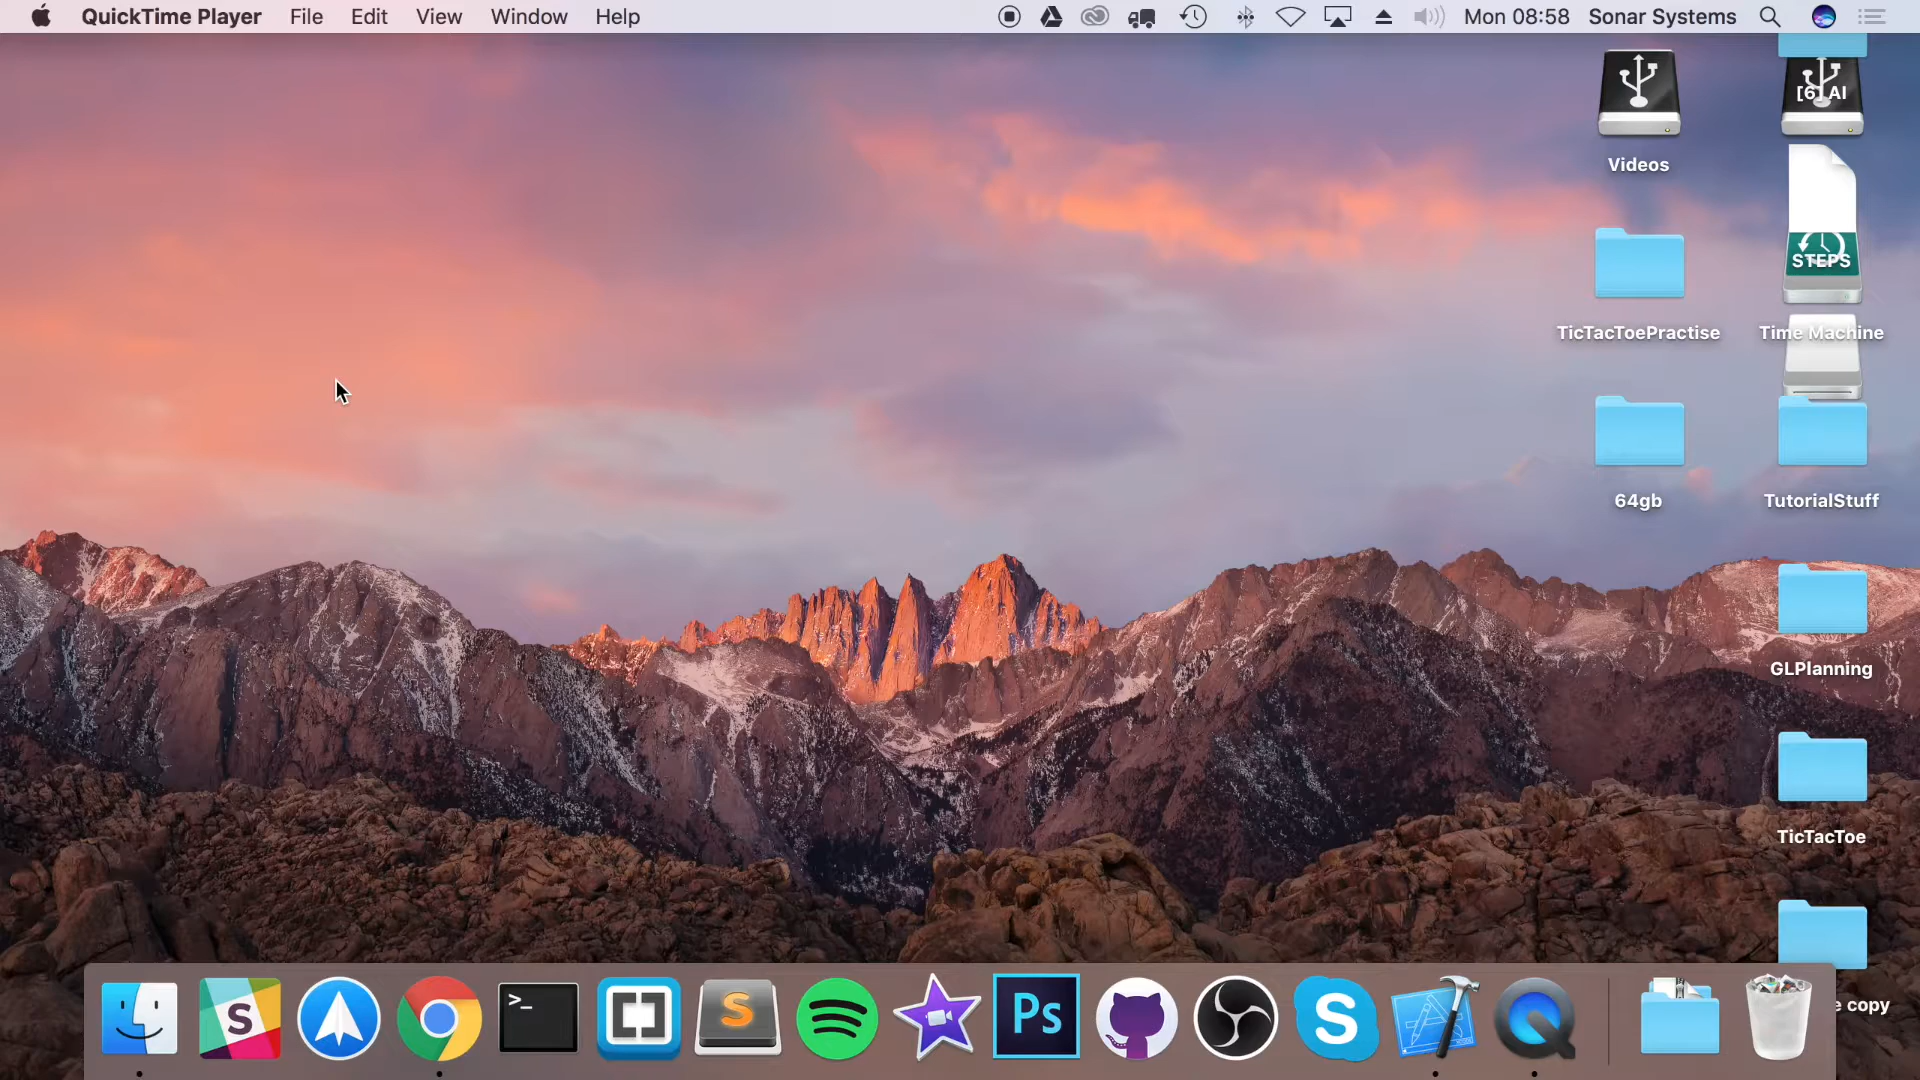 QuickTime Player File Edit View Window Help Mon 08:58 Sonar Systems
[6] AI
Videos
STEPS
TicTacToePractise Time Machine
64gb TutorialStuff
GLPlanning
TicTacToe
e copy
S >_ S Ps S